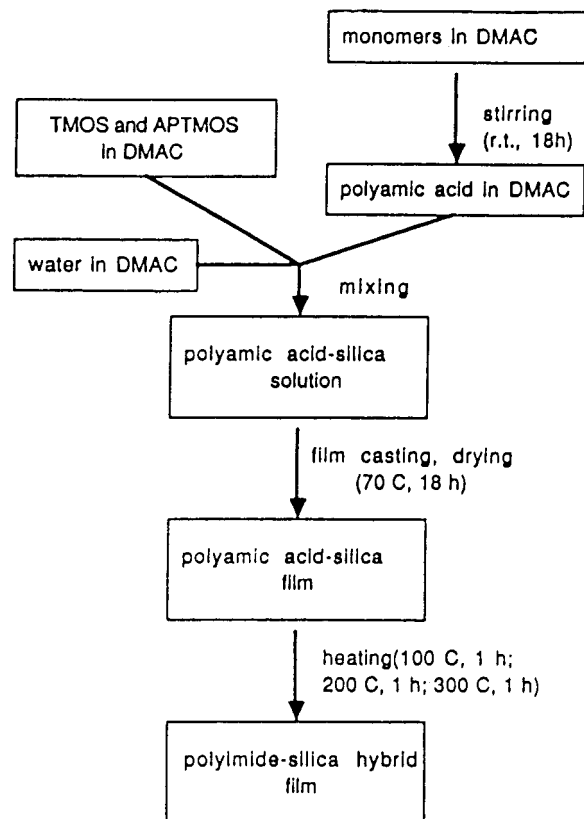 monomers in DMAC
stirring
(r.t., 18h)
TMOS and APTMOS
in DMAC
polyamic acid in DMAC
water in DMAC
mixing
polyamic acid-silica
solution
film casting, drying
(70 C, 18 h)
polyamic acid-silica
film
heating(100 C, 1 h;
200 C, 1 h; 300 C, 1 h)
polyimide-silica hybrid
film